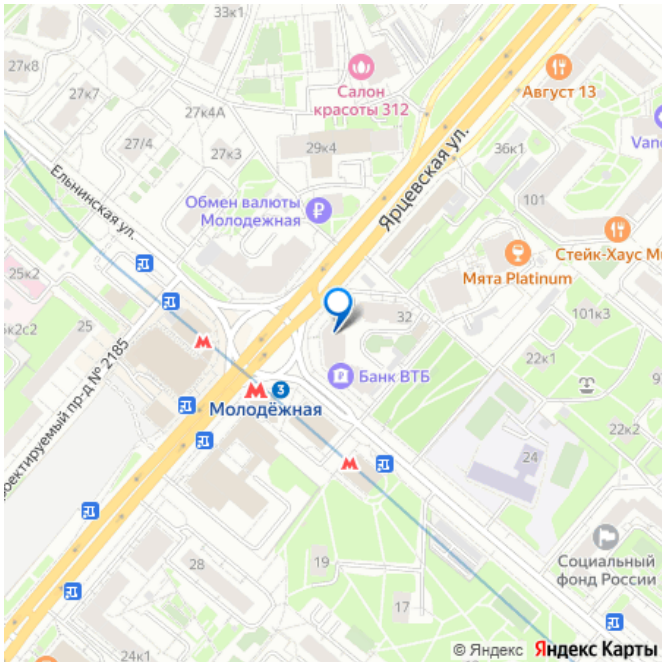 33к1
27к8
27к7
27к4А
27/4
27к3
Салон
красоты 312
29к4
Август 13
36к1
101
Ярцевская ул.
Ельнинская ул.
Обмен валюты
Молодежная
Стейк-Хаус
Мята Platinum
25к2
25
32
101к3
22к1
Банк ВТБ
3
Молодёжная
пр-д № 2185
22к2
24
28
19
17
Социальный
фонд России
24к1
© Яндекс Яндекс Карты